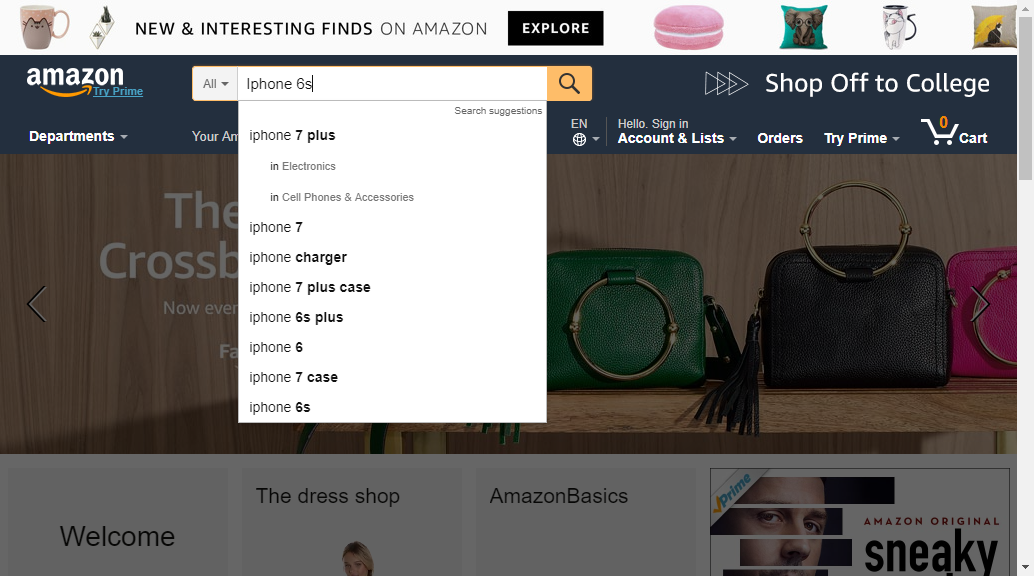 NEW & INTERESTING FINDS ON AMAZON EXPLORE
amazon
Try Prime
All
Iphone 6s
Shop Off to College
Search suggestions
Departments
Your Am
EN
Hello. Sign in
Account & Lists
Orders
Try Prime
0
Cart
iphone 7 plus
in Electronics
in Cell Phones & Accessories
iphone 7
iphone charger
iphone 7 plus case
iphone 6s plus
iphone 6
iphone 7 case
iphone 6s
The
Crossb
Now ever
Fa
Welcome
The dress shop
AmazonBasics
Prime
AMAZON ORIGINAL
sneaky